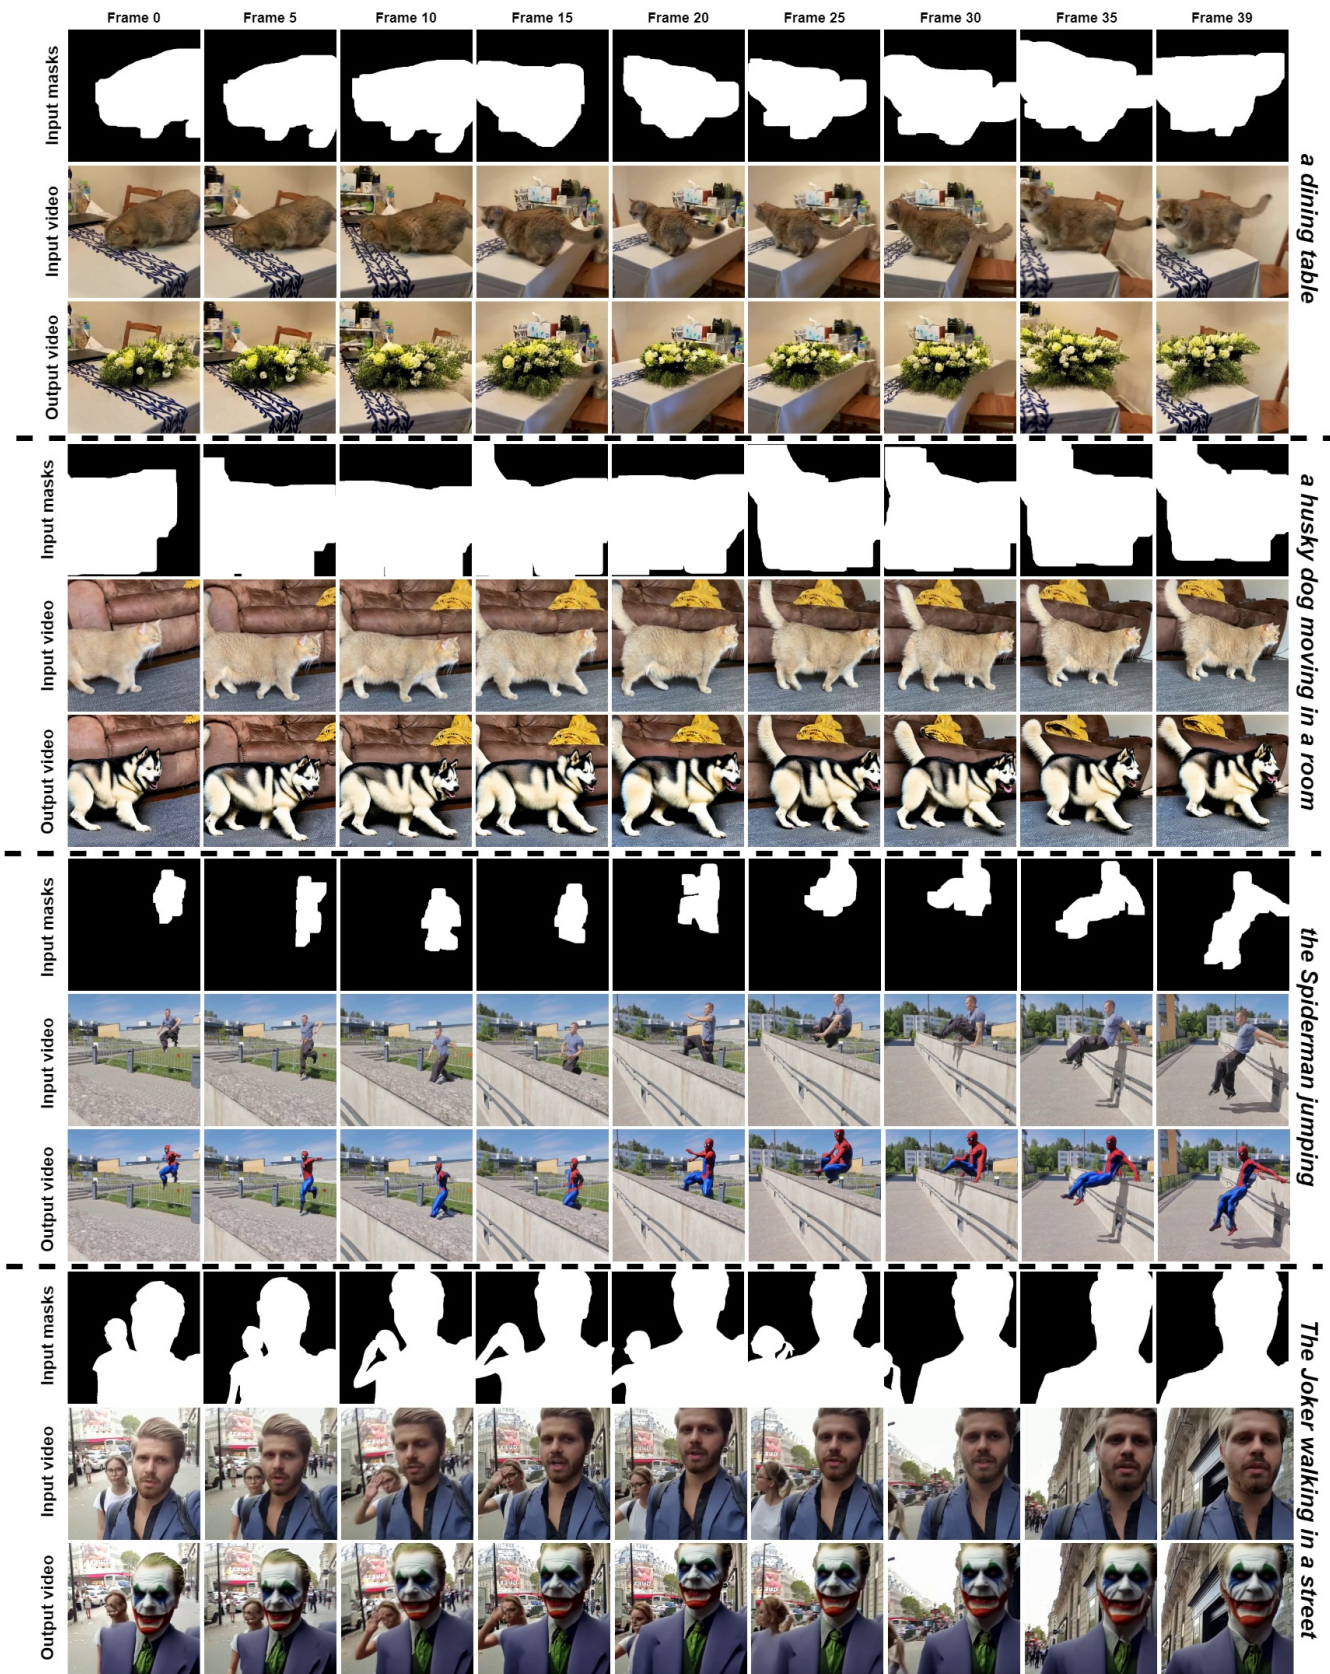 Frame 0 Frame 5 Frame 10 Frame 15 Frame 20 Frame 25 Frame 30 Frame 35 Frame 39
Input masks
Input video
Output video
a dining table
Input masks
Input video
Output video
a husky dog moving in a room
Input masks
Input video
Output video
the Spiderman jumping
Input masks
Input video
Output video
The Joker walking in a street